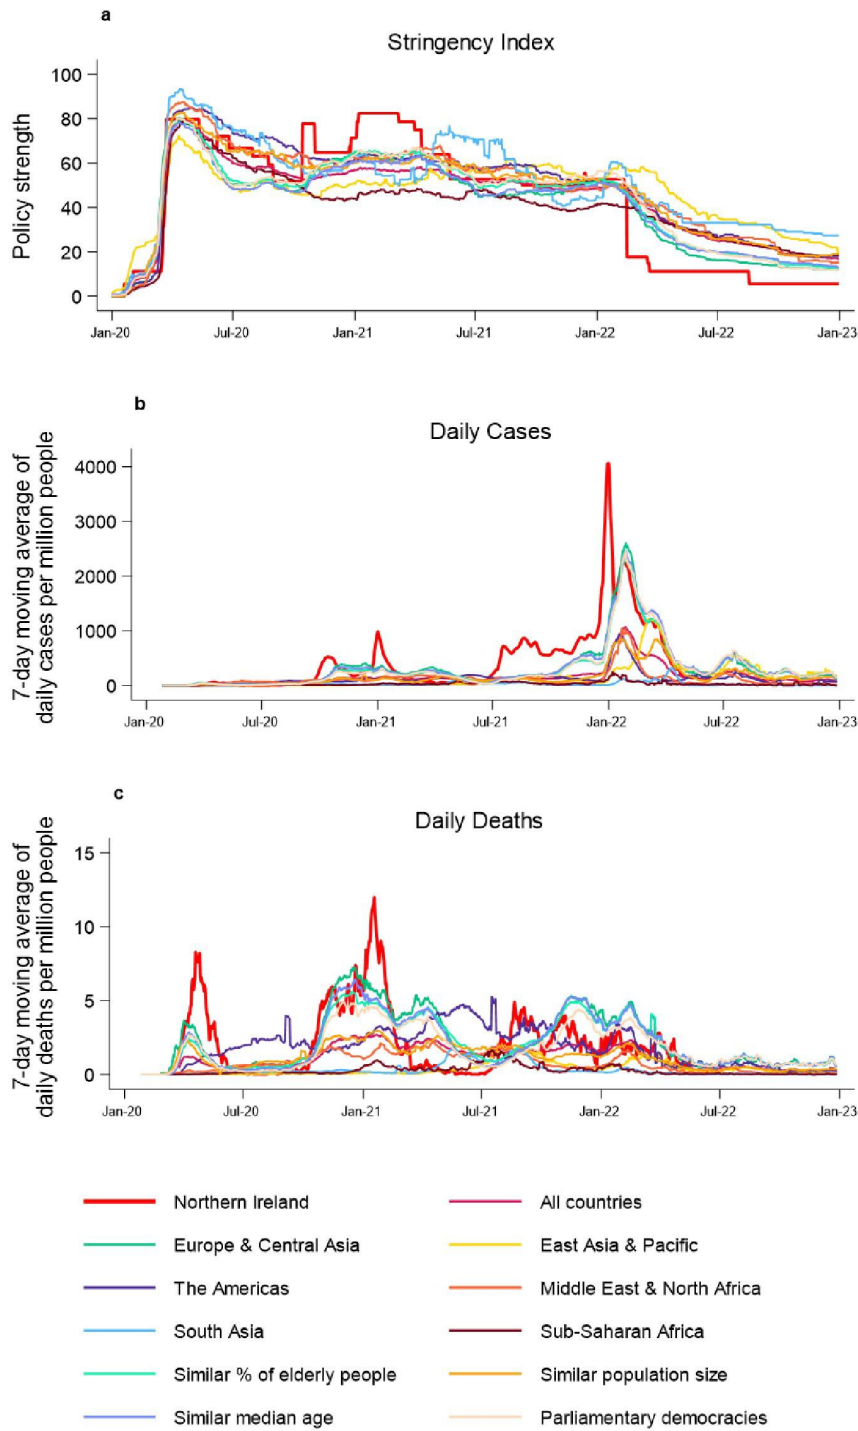 a
Stringency Index
Policy strength
100
80
60
40
20
0
Jan-20 Jul-20 Jan-21 Jul-21 Jan-22 Jul-22 Jan-23
b
Daily Cases
7-day moving average of
daily cases per million people
4000
3000
2000
1000
0
Jan-20 Jul-20 Jan-21 Jul-21 Jan-22 Jul-22 Jan-23
c
Daily Deaths
7-day moving average of
daily deaths per million people
15
10
5
0
Jan-20 Jul-20 Jan-21 Jul-21 Jan-22 Jul-22 Jan-23
Northern Ireland All countries
Europe & Central Asia East Asia & Pacific
The Americas Middle East & North Africa
South Asia Sub-Saharan Africa
Similar % of elderly people Similar population size
Similar median age Parliamentary democracies